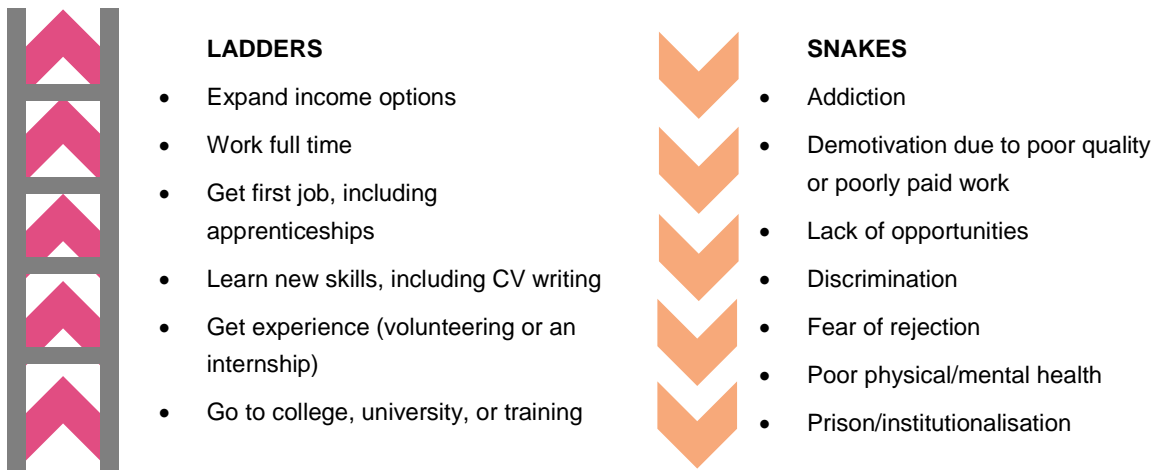 LADDERS
• Expand income options
• Work full time
• Get first job, including
apprenticeships
• Learn new skills, including CV writing
• Get experience (volunteering or an
internship)
• Go to college, university, or training
SNAKES
• Addiction
• Demotivation due to poor quality
or poorly paid work
• Lack of opportunities
• Discrimination
• Fear of rejection
• Poor physical/mental health
• Prison/institutionalisation